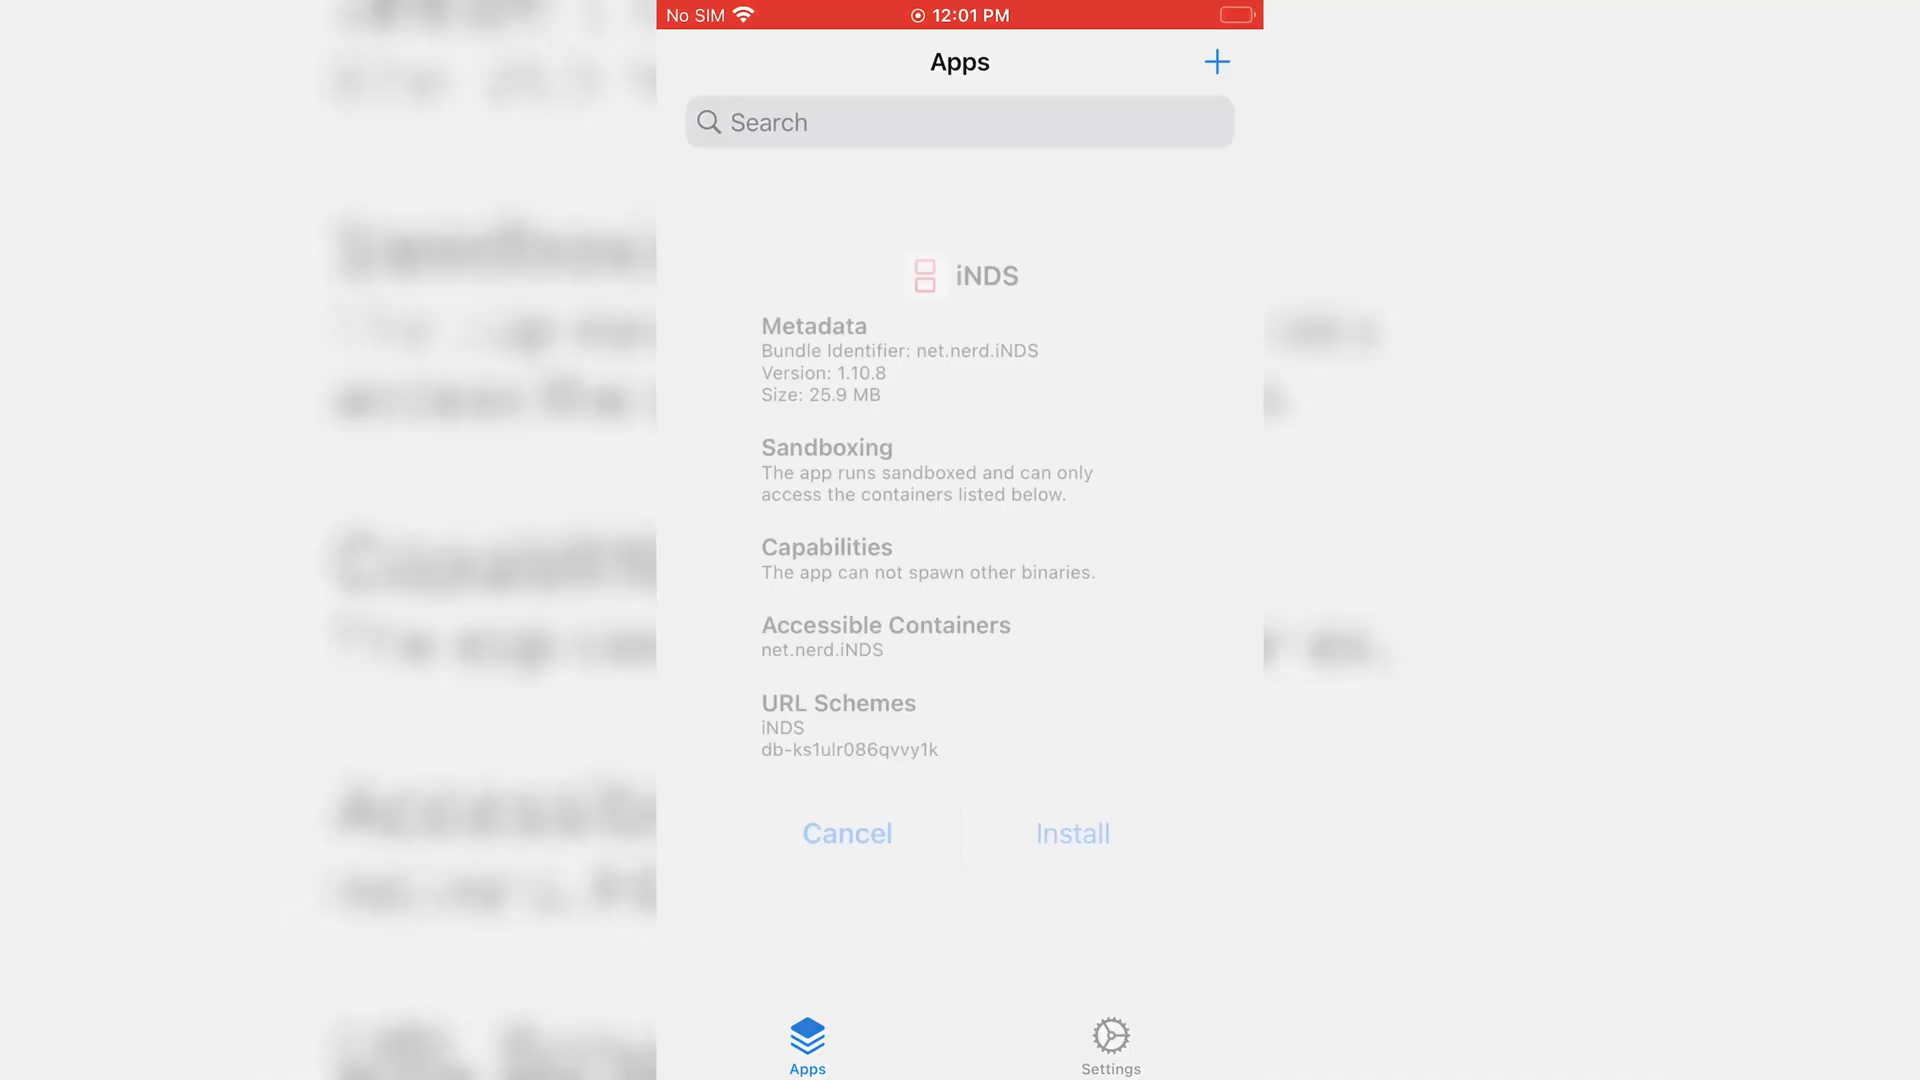 No SIM 12:01 PM
Apps
Search
iNDS
Metadata
Bundle Identifier: net.nerd.iNDS
Version: 1.10.8
Size: 25.9 MB
Sandboxing
The app runs sandboxed and can only
access the containers listed below.
Capabilities
The app can not spawn other binaries.
Accessible Containers
net.nerd.iNDS
URL Schemes
iNDS
db-ks1ulr086qvvy1k
Cancel Install
Apps Settings